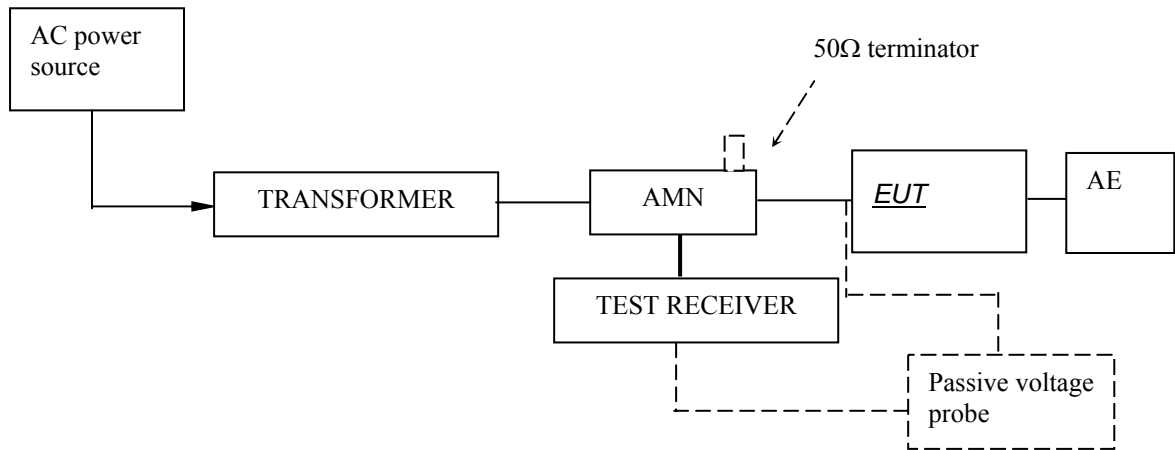 AC power
source
50Ω terminator
TRANSFORMER
AMN
EUT
AE
TEST RECEIVER
Passive voltage
probe